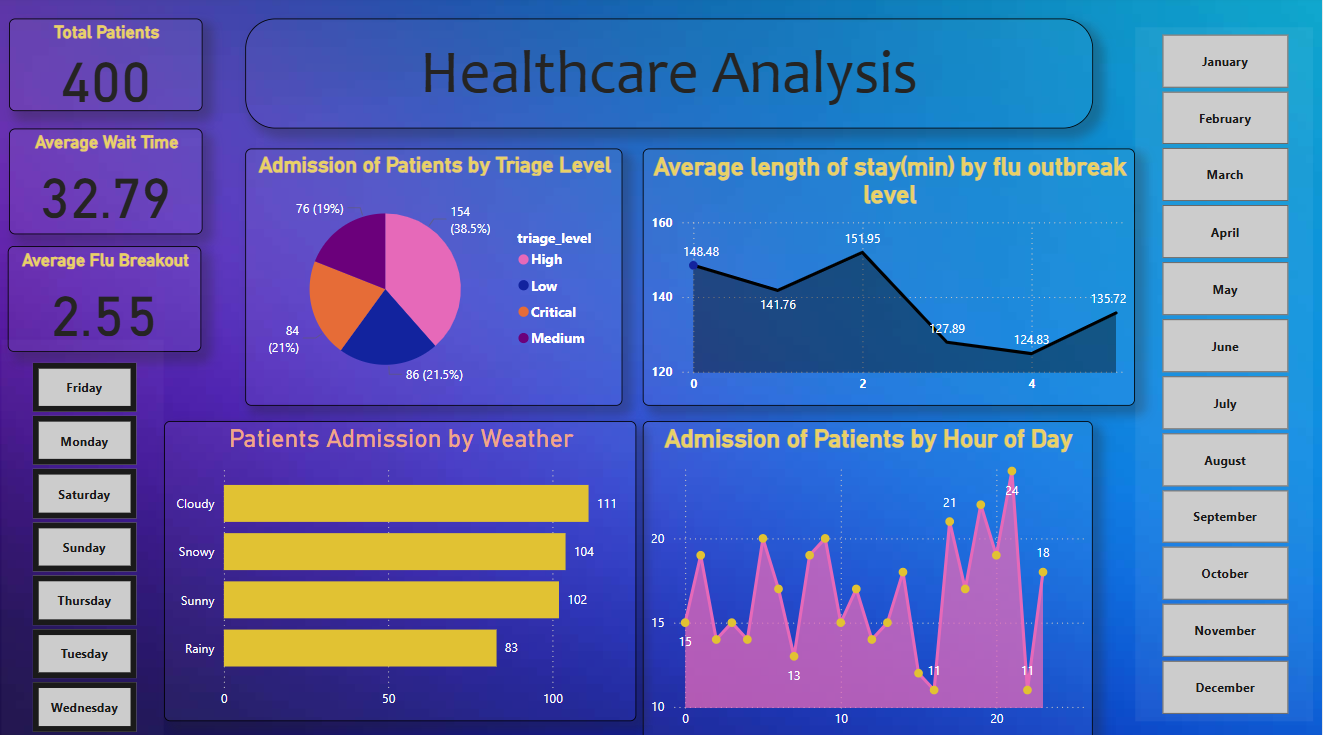 Total Patients
400
Average Wait Time
32.79
Average Flu Breakout
2.55
Friday
Monday
Saturday
Sunday
Thursday
Tuesday
Wednesday
Healthcare Analysis
Admission of Patients by Triage Level
76 (19%)
154
(38.5%)
84
(21%)
86 (21.5%)
triage_level
High
Low
Critical
Medium
Average length of stay(min) by flu outbreak
level
160
140
120
148.48
141.76
151.95
127.89
124.83
135.72
0
2
4
Patients Admission by Weather
Cloudy
111
Snowy
104
Sunny
102
Rainy
83
0
50
100
Admission of Patients by Hour of Day
20
15
10
15
13
11
21
24
11
18
0
10
20
January
February
March
April
May
June
July
August
September
October
November
December